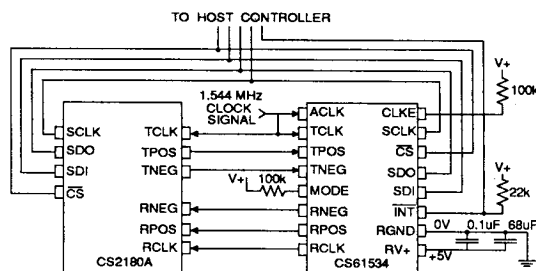 TO HOST CONTROLLER
1.544 MHz
CLOCK
SIGNAL
V+
100k
SCLK
SDO
SDI
CS
TCLK
TPOS
TNEG
V+
100k
RNEG
RPOS
RCLK
CS2180A
ACLK
TCLK
TPOS
TNEG
MODE
RNEG
RPOS
RCLK
CLKE
SCLK
CS
SDO
SDI
INT
RGND
RV+
CS61534
V+
22k
0V
0.1uF
68uF
+5V